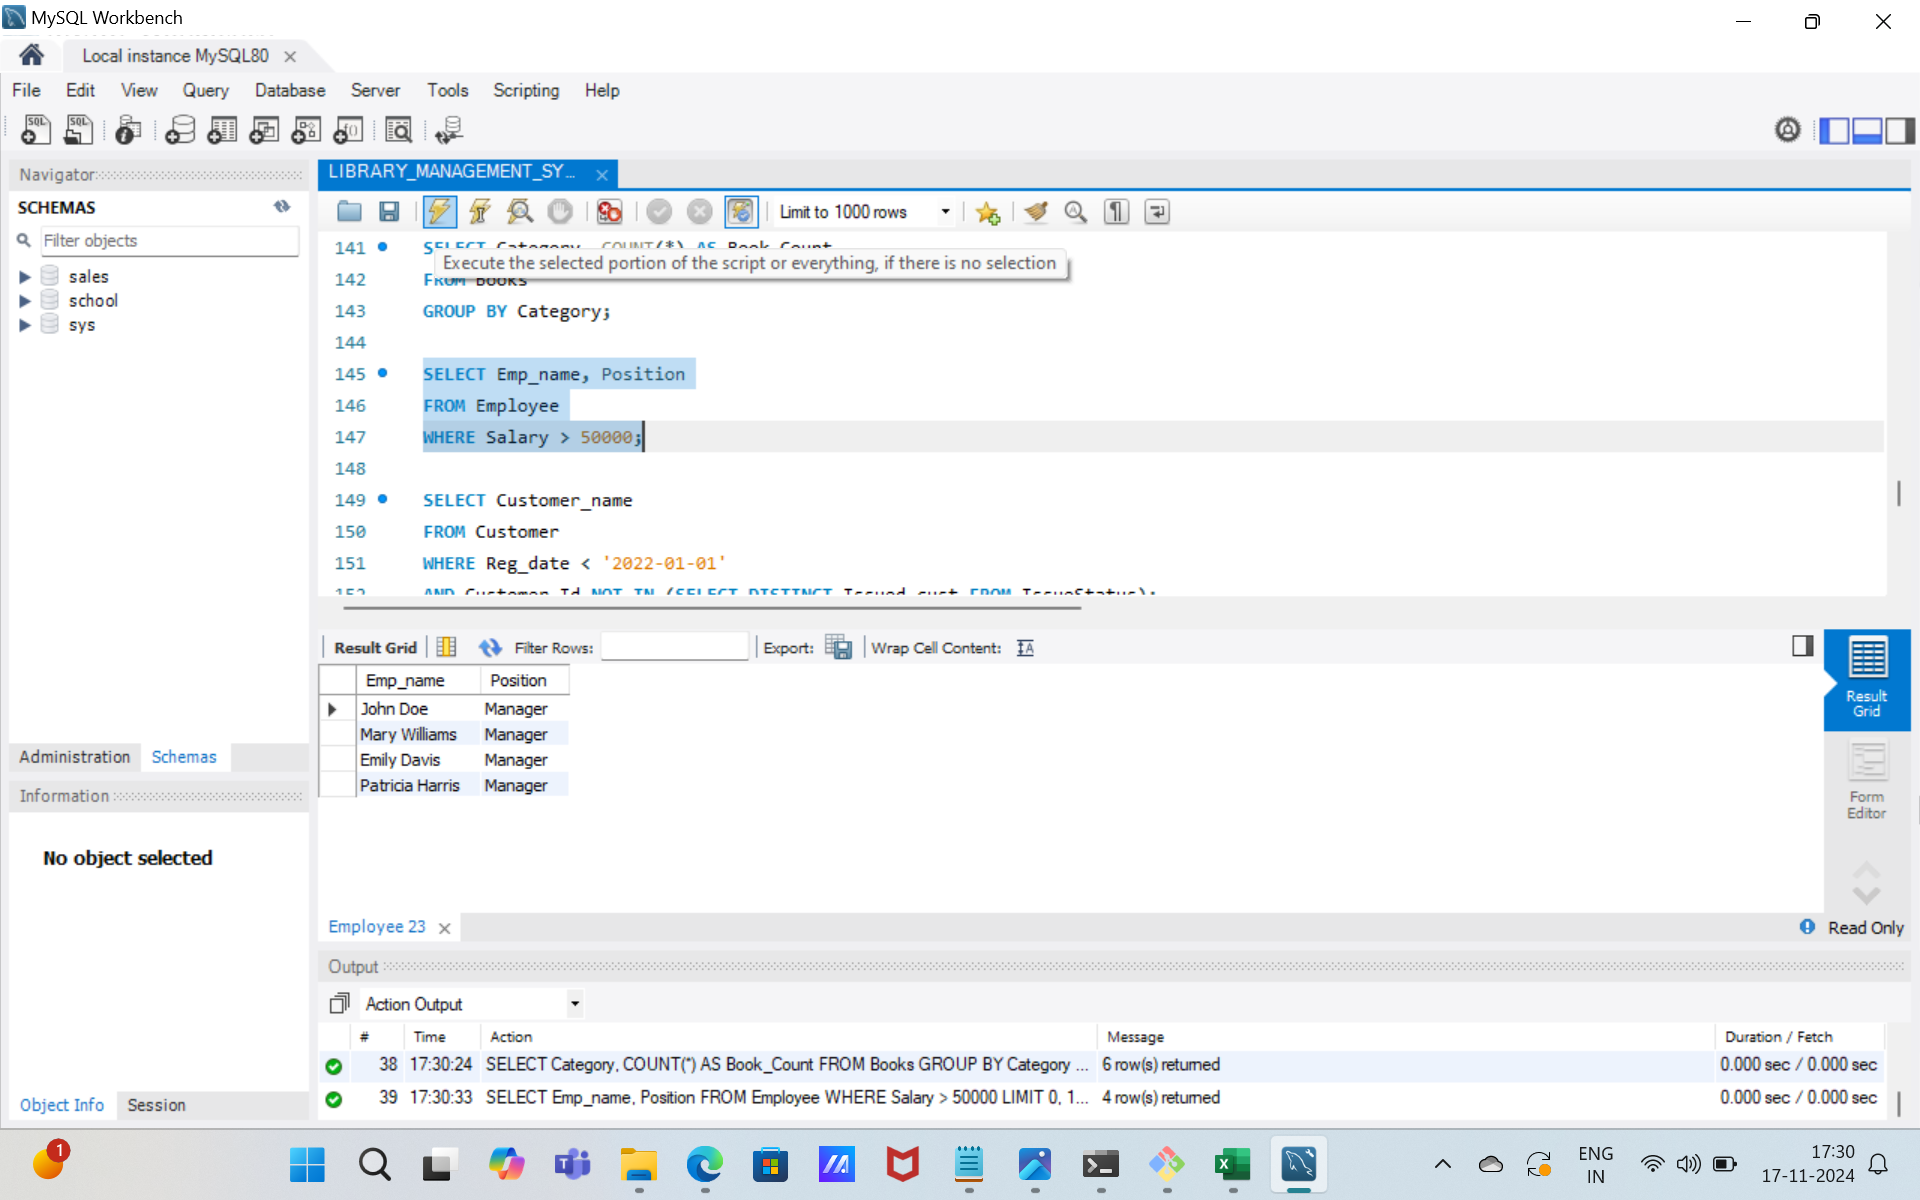 MySQL Workbench
Local instance MySQL80
File Edit View Query Database Server Tools Scripting Help
Navigator
SCHEMAS
Filter objects
sales
school
sys
Administration Schemas
Information
No object selected
Object Info Session
LIBRARY_MANAGEMENT_SY...
Limit to 1000 rows
141 SELECT Category, COUNT(*) AS Book_Count
Execute the selected portion of the script or everything, if there is no selection
142 FROM Books
143 GROUP BY Category;
144
145 SELECT Emp_name, Position
146 FROM Employee
147 WHERE Salary > 50000;
148
149 SELECT Customer_name
150 FROM Customer
151 WHERE Reg_date < '2022-01-01'
152 AND Customer_Id NOT IN (SELECT DISTINCT Issued_cust FROM IssueStatus);
Result Grid Filter Rows: Export: Wrap Cell Content:
Emp_name Position
John Doe Manager
Mary Williams Manager
Emily Davis Manager
Patricia Harris Manager
Result
Grid
Form
Editor
Employee 23
Read Only
Output
Action Output
# Time Action Message Duration / Fetch
38 17:30:24 SELECT Category, COUNT(*) AS Book_Count FROM Books GROUP BY Category ... 6 row(s) returned 0.000 sec / 0.000 sec
39 17:30:33 SELECT Emp_name, Position FROM Employee WHERE Salary > 50000 LIMIT 0, 1... 4 row(s) returned 0.000 sec / 0.000 sec
1
ENG
IN
17:30
17-11-2024